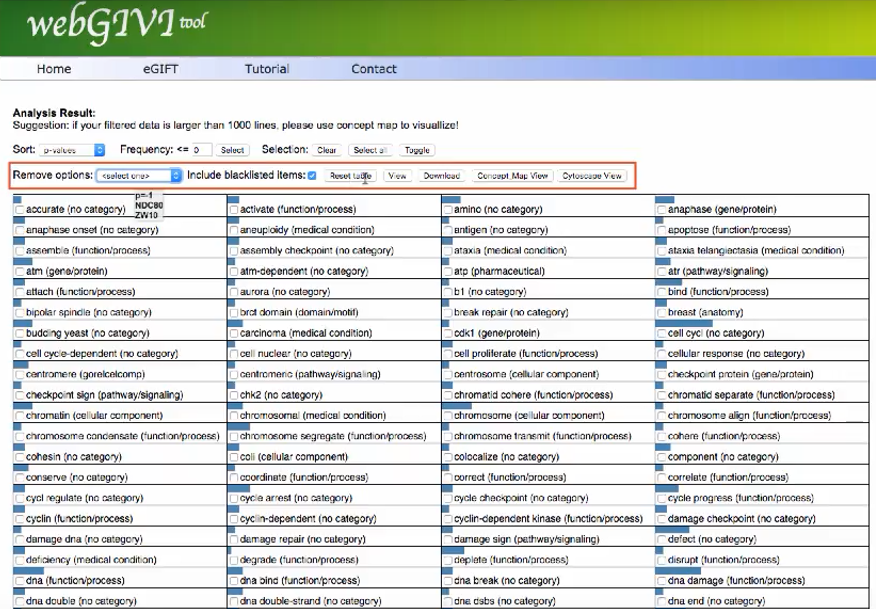 webGIVI tool
Home eGIFT Tutorial Contact
Analysis Result:
Suggestion: if your filtered data is larger than 1000 lines, please use concept map to visuallize!
Sort: p-values Frequency: <= 0 Select Selection: Clear Select all Toggle
Remove options: <select one> Include blacklisted items: Reset table View Download Concept_Map View Cytoscape View
p=-1
NDC80
ZW10
accurate (no category) activate (function/process) amino (no category) anaphase (gene/protein)
anaphase onset (no category) aneuploidy (medical condition) antigen (no category) apoptose (function/process)
assemble (function/process) assembly checkpoint (no category) ataxia (medical condition) ataxia telangiectasia (medical condition)
atm (gene/protein) atm-dependent (no category) atp (pharmaceutical) atr (pathway/signaling)
attach (function/process) aurora (no category) b1 (no category) bind (function/process)
bipolar spindle (no category) brct domain (domain/motif) break repair (no category) breast (anatomy)
budding yeast (no category) carcinoma (medical condition) cdk1 (gene/protein) cell cycl (no category)
cell cycle-dependent (no category) cell nuclear (no category) cell proliferate (function/process) cellular response (no category)
centromere (gorelcelcomp) centromeric (pathway/signaling) centrosome (cellular component) checkpoint protein (gene/protein)
checkpoint sign (pathway/signaling) chk2 (no category) chromatid cohere (function/process) chromatid separate (function/process)
chromatin (cellular component) chromosomal (medical condition) chromosome (cellular component) chromosome align (function/process)
chromosome condensate (function/process) chromosome segregate (function/process) chromosome transmit (function/process) cohere (function/process)
cohesin (no category) coli (cellular component) colocalize (no category) component (no category)
conserve (no category) coordinate (function/process) correct (function/process) correlate (function/process)
cycl regulate (no category) cycle arrest (no category) cycle checkpoint (no category) cycle progress (function/process)
cyclin (function/process) cyclin-dependent (no category) cyclin-dependent kinase (function/process) damage checkpoint (no category)
damage dna (no category) damage repair (no category) damage sign (pathway/signaling) defect (no category)
deficiency (medical condition) degrade (function/process) deplete (function/process) disrupt (function/process)
dna (function/process) dna bind (function/process) dna break (no category) dna damage (function/process)
dna double (no category) dna double-strand (no category) dna dsbs (no category) dna end (no category)